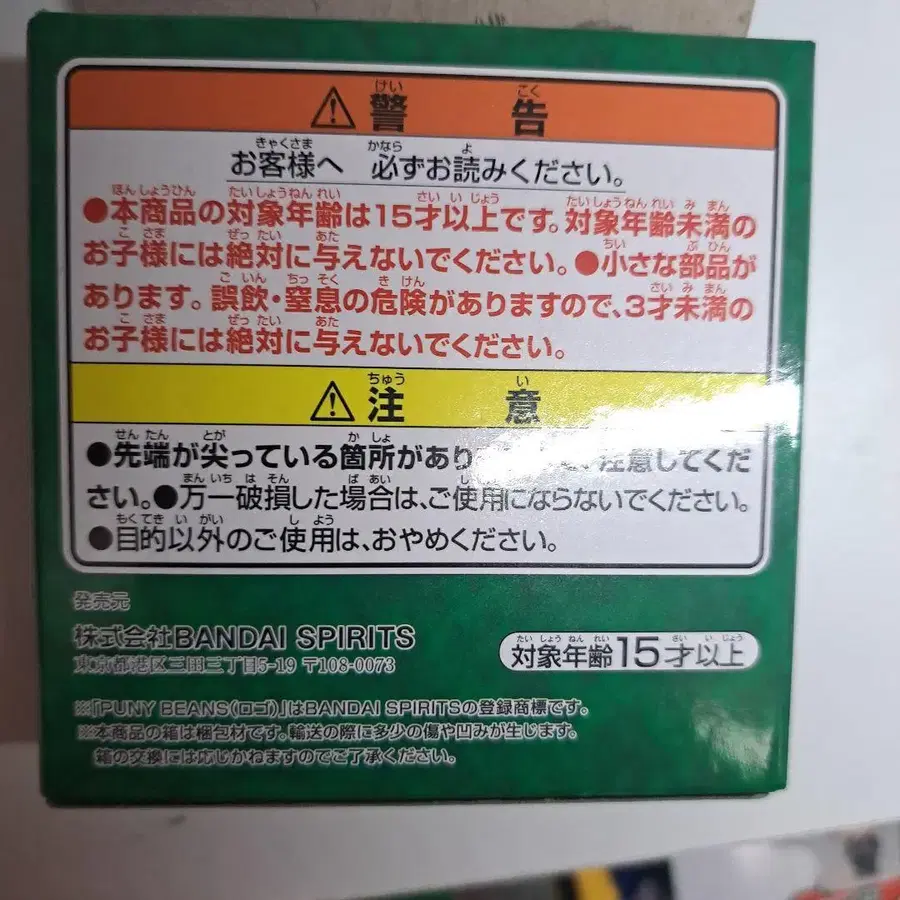 ⚠警告
お客様へ 必ずお読みください。
●本商品の対象年齢は15才以上です。対象年齢未満の
お子様には絶対に与えないでください。●小さな部品が
あります。誤飲・窒息の危険がありますので、3才未満の
お子様には絶対に与えないでください。
⚠注意
●先端が尖っている箇所があり 注意してくだ
さい。●万一破損した場合は、ご使用にならないでください。
●目的以外のご使用は、おやめください。
発売元
株式会社BANDAI SPIRITS
東京都港区三田三丁目5-19 〒108-0073
対象年齢15才以上
※「PUNY BEANS(ロゴ)」はBANDAI SPIRITSの登録商標です。
※本商品の箱は梱包材です。輸送の際に多少の傷や凹みが生じます。
箱の交換には応じかねますのでご了承ください。